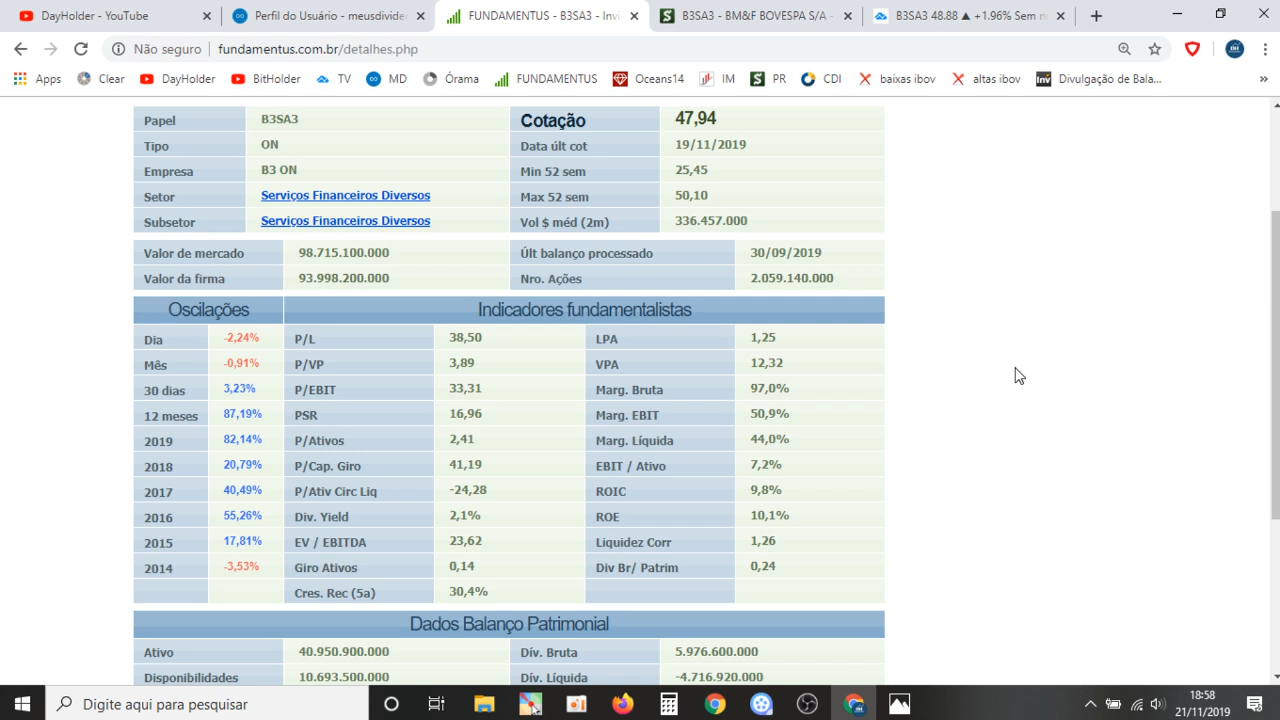 DayHolder - YouTube
Perfil do Usuário - meusdivide
FUNDAMENTUS - B3SA3 - Inv
B3SA3 - BM&F BOVESPA S/A -
B3SA3 48.88 ▲ +1.96% Sem n
Não seguro | fundamentus.com.br/detalhes.php
Apps Clear DayHolder BitHolder TV MD Órama FUNDAMENTUS Oceans14 IM PR CDI baixas ibov altas ibov Divulgação de Bala... »
Papel B3SA3 Cotação 47,94
Tipo ON Data últ cot 19/11/2019
Empresa B3 ON Min 52 sem 25,45
Setor Serviços Financeiros Diversos Max 52 sem 50,10
Subsetor Serviços Financeiros Diversos Vol $ méd (2m) 336.457.000
Valor de mercado 98.715.100.000 Últ balanço processado 30/09/2019
Valor da firma 93.998.200.000 Nro. Ações 2.059.140.000
Oscilações Indicadores fundamentalistas
Dia -2,24% P/L 38,50 LPA 1,25
Mês -0,91% P/VP 3,89 VPA 12,32
30 dias 3,23% P/EBIT 33,31 Marg. Bruta 97,0%
12 meses 87,19% PSR 16,96 Marg. EBIT 50,9%
2019 82,14% P/Ativos 2,41 Marg. Líquida 44,0%
2018 20,79% P/Cap. Giro 41,19 EBIT / Ativo 7,2%
2017 40,49% P/Ativ Circ Liq -24,28 ROIC 9,8%
2016 55,26% Div. Yield 2,1% ROE 10,1%
2015 17,81% EV / EBITDA 23,62 Liquidez Corr 1,26
2014 -3,53% Giro Ativos 0,14 Div Br/ Patrim 0,24
Cres. Rec (5a) 30,4%
Dados Balanço Patrimonial
Ativo 40.950.900.000 Dív. Bruta 5.976.600.000
Disponibilidades 10.693.500.000 Dív. Líquida -4.716.920.000
Digite aqui para pesquisar
18:58
21/11/2019